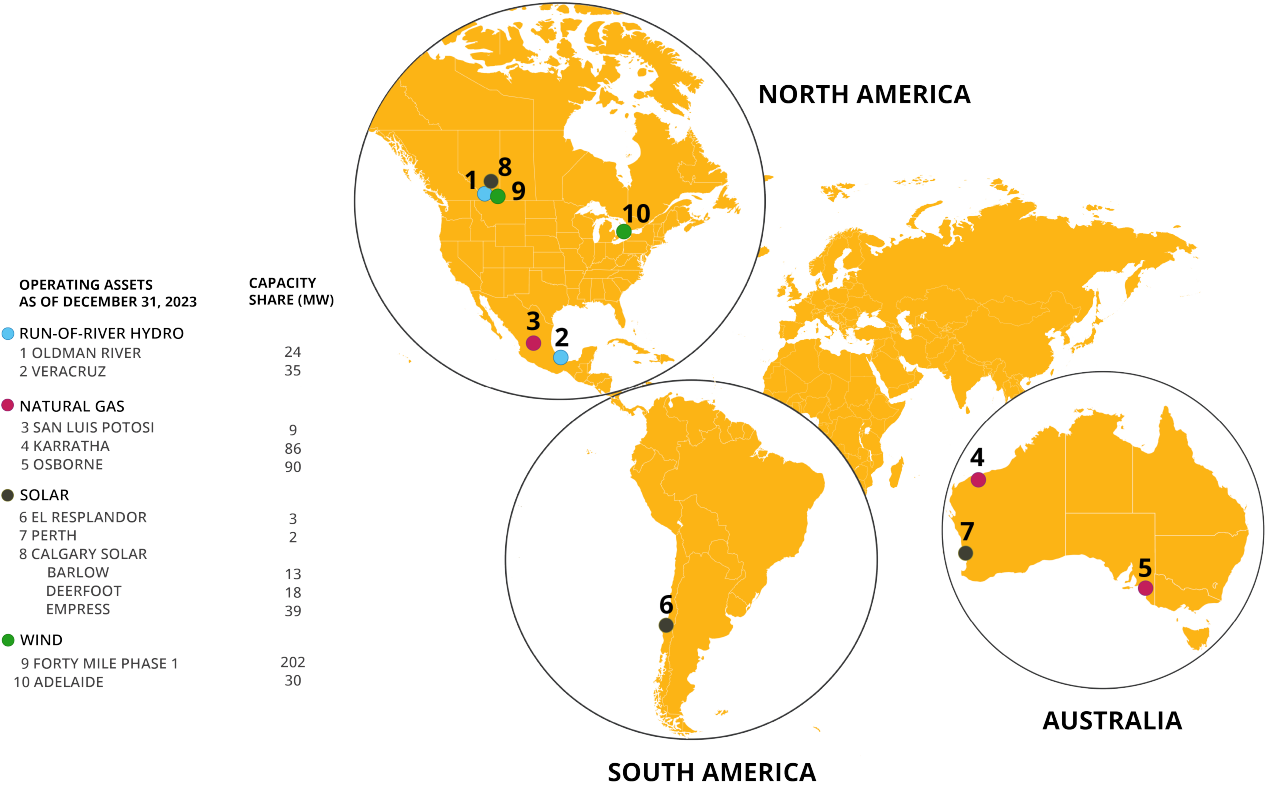 NORTH AMERICA
8
1
9
10
3
2
OPERATING ASSETS
AS OF DECEMBER 31, 2023
CAPACITY
SHARE (MW)
RUN-OF-RIVER HYDRO
1 OLDMAN RIVER 24
2 VERACRUZ 35
NATURAL GAS
3 SAN LUIS POTOSI 9
4 KARRATHA 86
5 OSBORNE 90
SOLAR
6 EL RESPLANDOR 3
7 PERTH 2
8 CALGARY SOLAR
BARLOW 13
DEERFOOT 18
EMPRESS 39
WIND
9 FORTY MILE PHASE 1 202
10 ADELAIDE 30
4
7
5
6
AUSTRALIA
SOUTH AMERICA